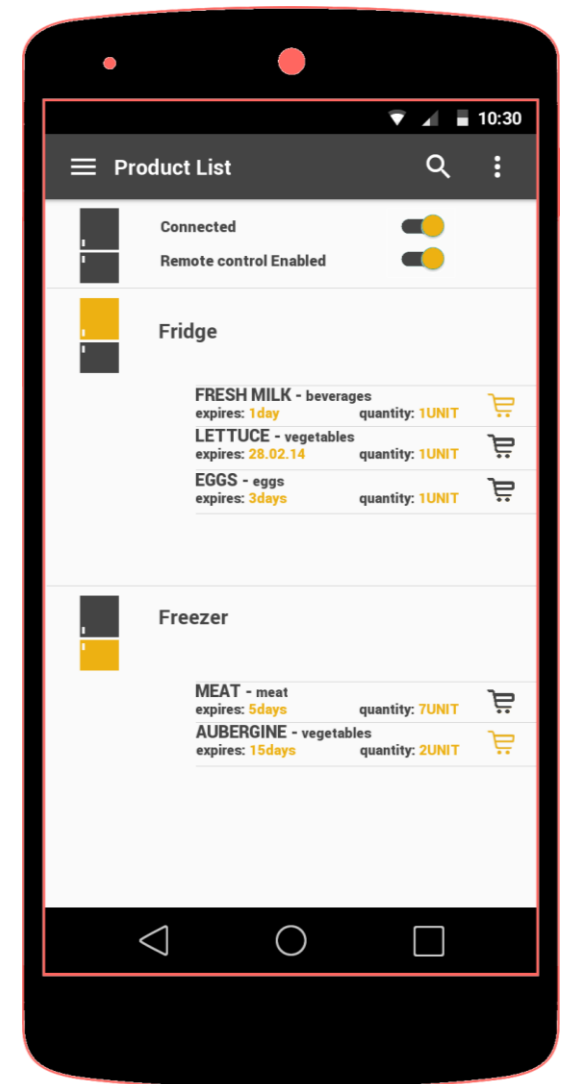 10:30
Product List
Connected
Remote control Enabled
Fridge
FRESH MILK - beverages
expires: 1day quantity: 1UNIT
LETTUCE - vegetables
expires: 28.02.14 quantity: 1UNIT
EGGS - eggs
expires: 3days quantity: 1UNIT
Freezer
MEAT - meat
expires: 5days quantity: 7UNIT
AUBERGINE - vegetables
expires: 15days quantity: 2UNIT